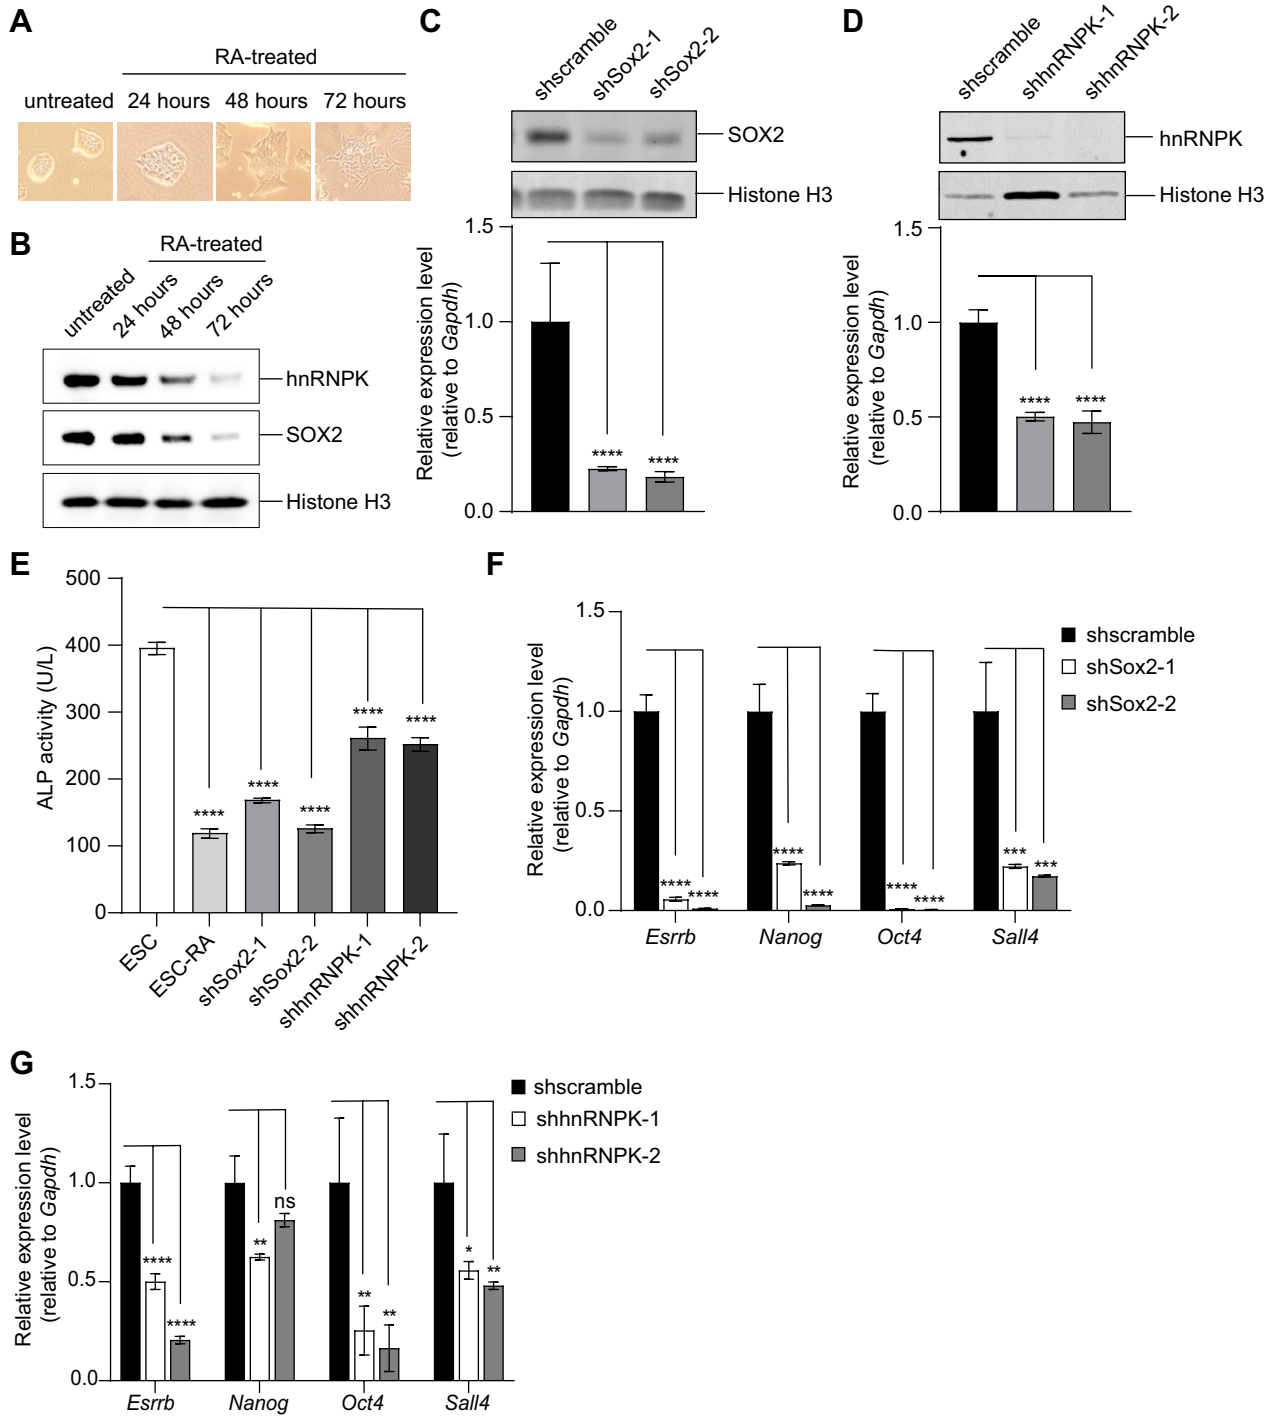 A
RA-treated
untreated 24 hours 48 hours 72 hours
B
RA-treated
untreated
24 hours
48 hours
72 hours
hnRNPK
SOX2
Histone H3
C
shscramble
shSox2-1
shSox2-2
SOX2
Histone H3
Relative expression level
(relative to Gapdh)
1.5
1.0
0.5
0.0
**** ****
D
shscramble
shhnRNPK-1
shhnRNPK-2
hnRNPK
Histone H3
Relative expression level
(relative to Gapdh)
1.5
1.0
0.5
0.0
**** ****
E
ALP activity (U/L)
500
400
300
200
100
0
**** **** **** **** ****
ESC
ESC-RA
shSox2-1
shSox2-2
shhnRNPK-1
shhnRNPK-2
F
Relative expression level
(relative to Gapdh)
1.5
1.0
0.5
0.0
**** **** **** **** **** **** *** ***
Esrrb Nanog Oct4 Sall4
shscramble
shSox2-1
shSox2-2
G
Relative expression level
(relative to Gapdh)
1.5
1.0
0.5
0.0
**** **** ** ns ** ** * **
Esrrb Nanog Oct4 Sall4
shscramble
shhnRNPK-1
shhnRNPK-2